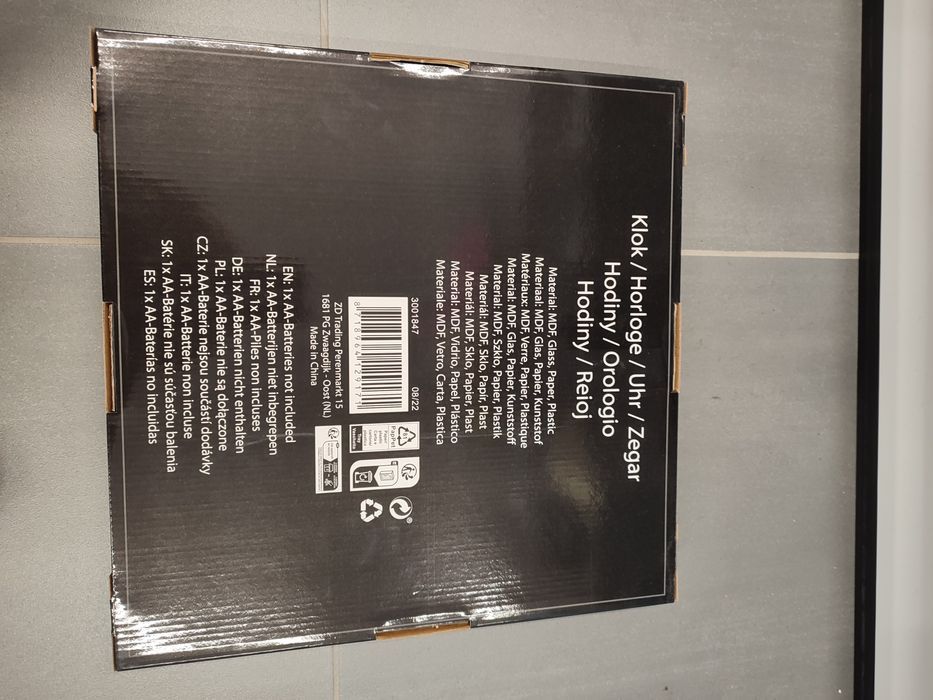 Klok / Horloge / Uhr / Zegar
Hodiny / Orologio
Hodiny / Reioj
Material: MDF, Glass, Paper, Plastic
Materiaal: MDF, Glas, Papier, Kunststof
Matériaux: MDF, Verre, Papier, Plastique
Material: MDF, Glas, Papier, Kunststoff
Materiał: MDF, Szkło, Papier, Plastik
Materiál: MDF, Sklo, Papír, Plast
Materiál: MDF, Sklo, Papier, Plast
Material: MDF, Vidrio, Papel, Plástico
Materiale: MDF, Vetro, Carta, Plastica
3001847
08/22
8 718964 129171
ZD Trading Perenmarkt 15
1681 PG Zwaagdijk - Oost (NL)
Made in China
PapPet
EN: 1x AA-Batteries not included
NL: 1x AA-Batterijen niet inbegrepen
FR: 1x AA-Piles non incluses
DE: 1x AA-Batterien nicht enthalten
PL: 1x AA-Baterie nie są dołączone
CZ: 1x AA-Baterie nejsou součástí dodávky
IT: 1x AA-Batterie non incluse
SK: 1x AA-Batérie nie sú súčasťou balenia
ES: 1x AA-Baterías no incluidas